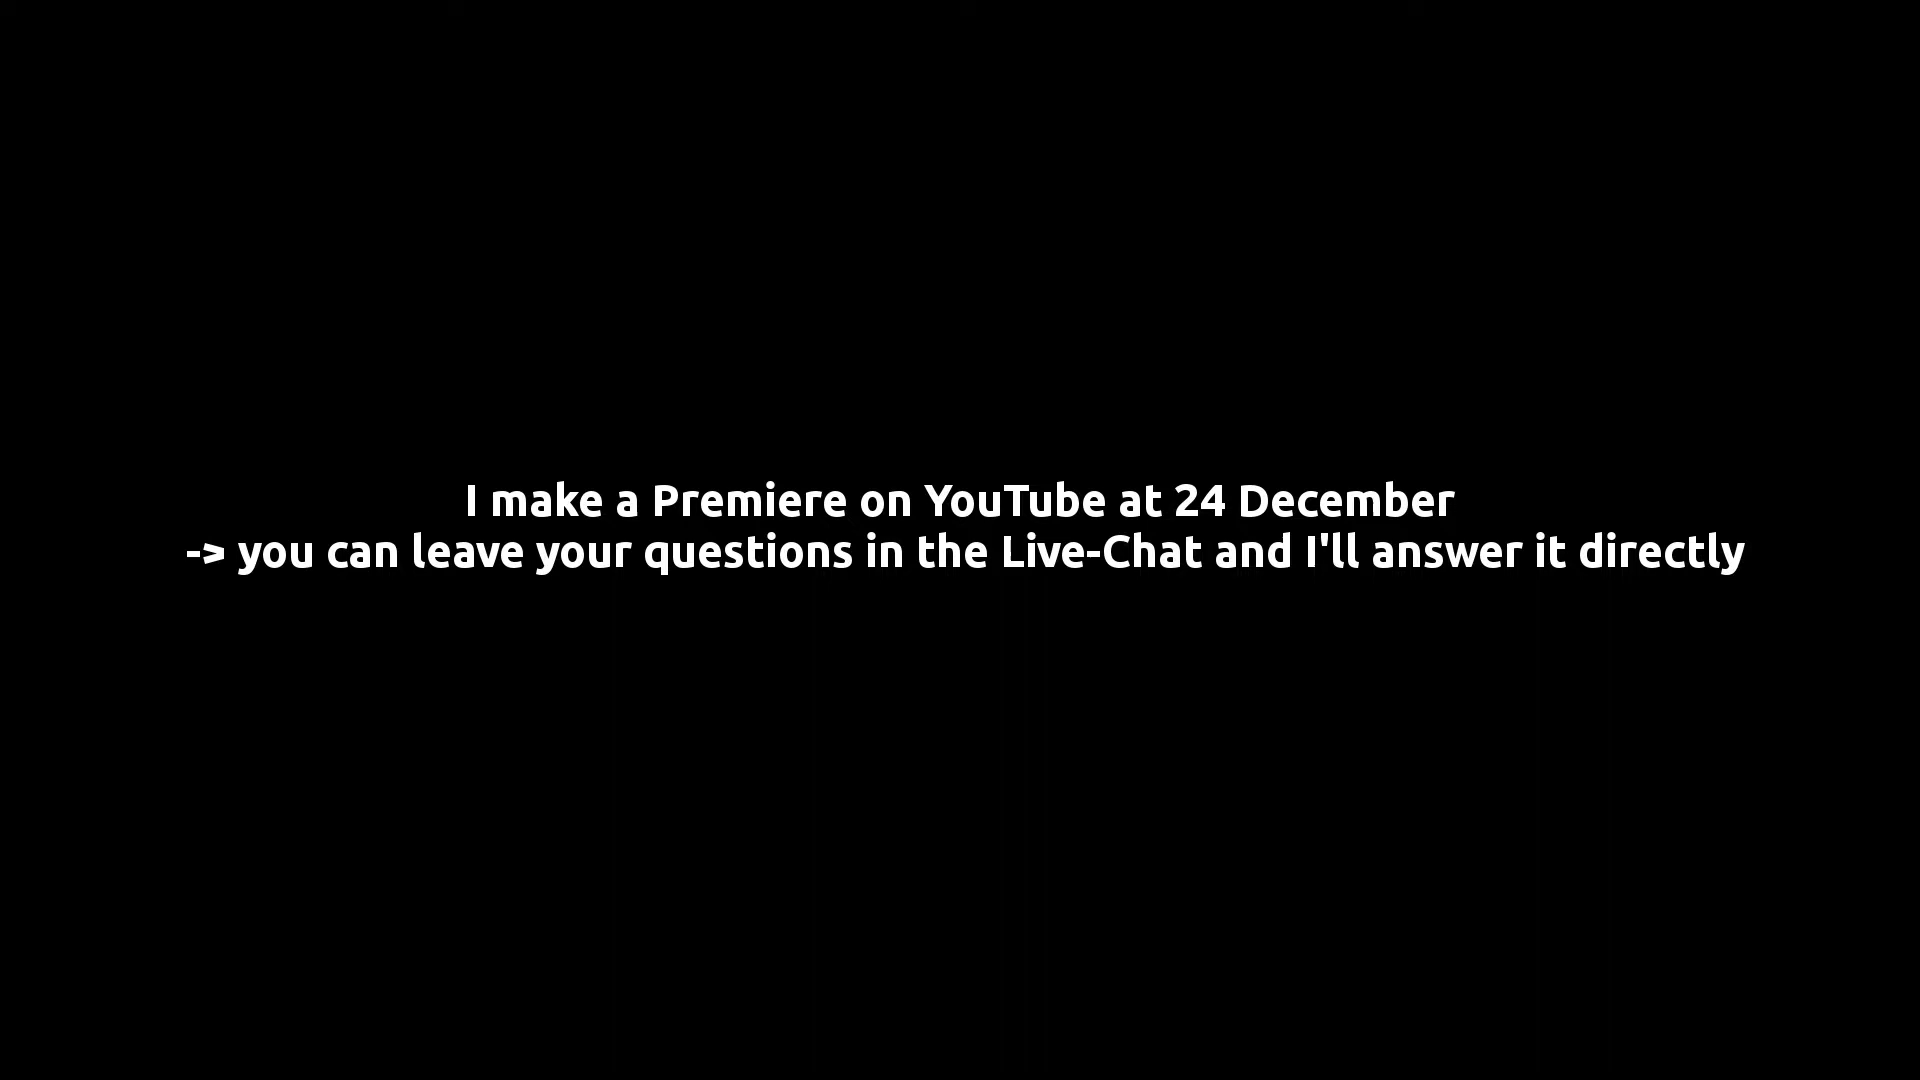 I make a Premiere on YouTube at 24 December
-> you can leave your questions in the Live-Chat and I'll answer it directly